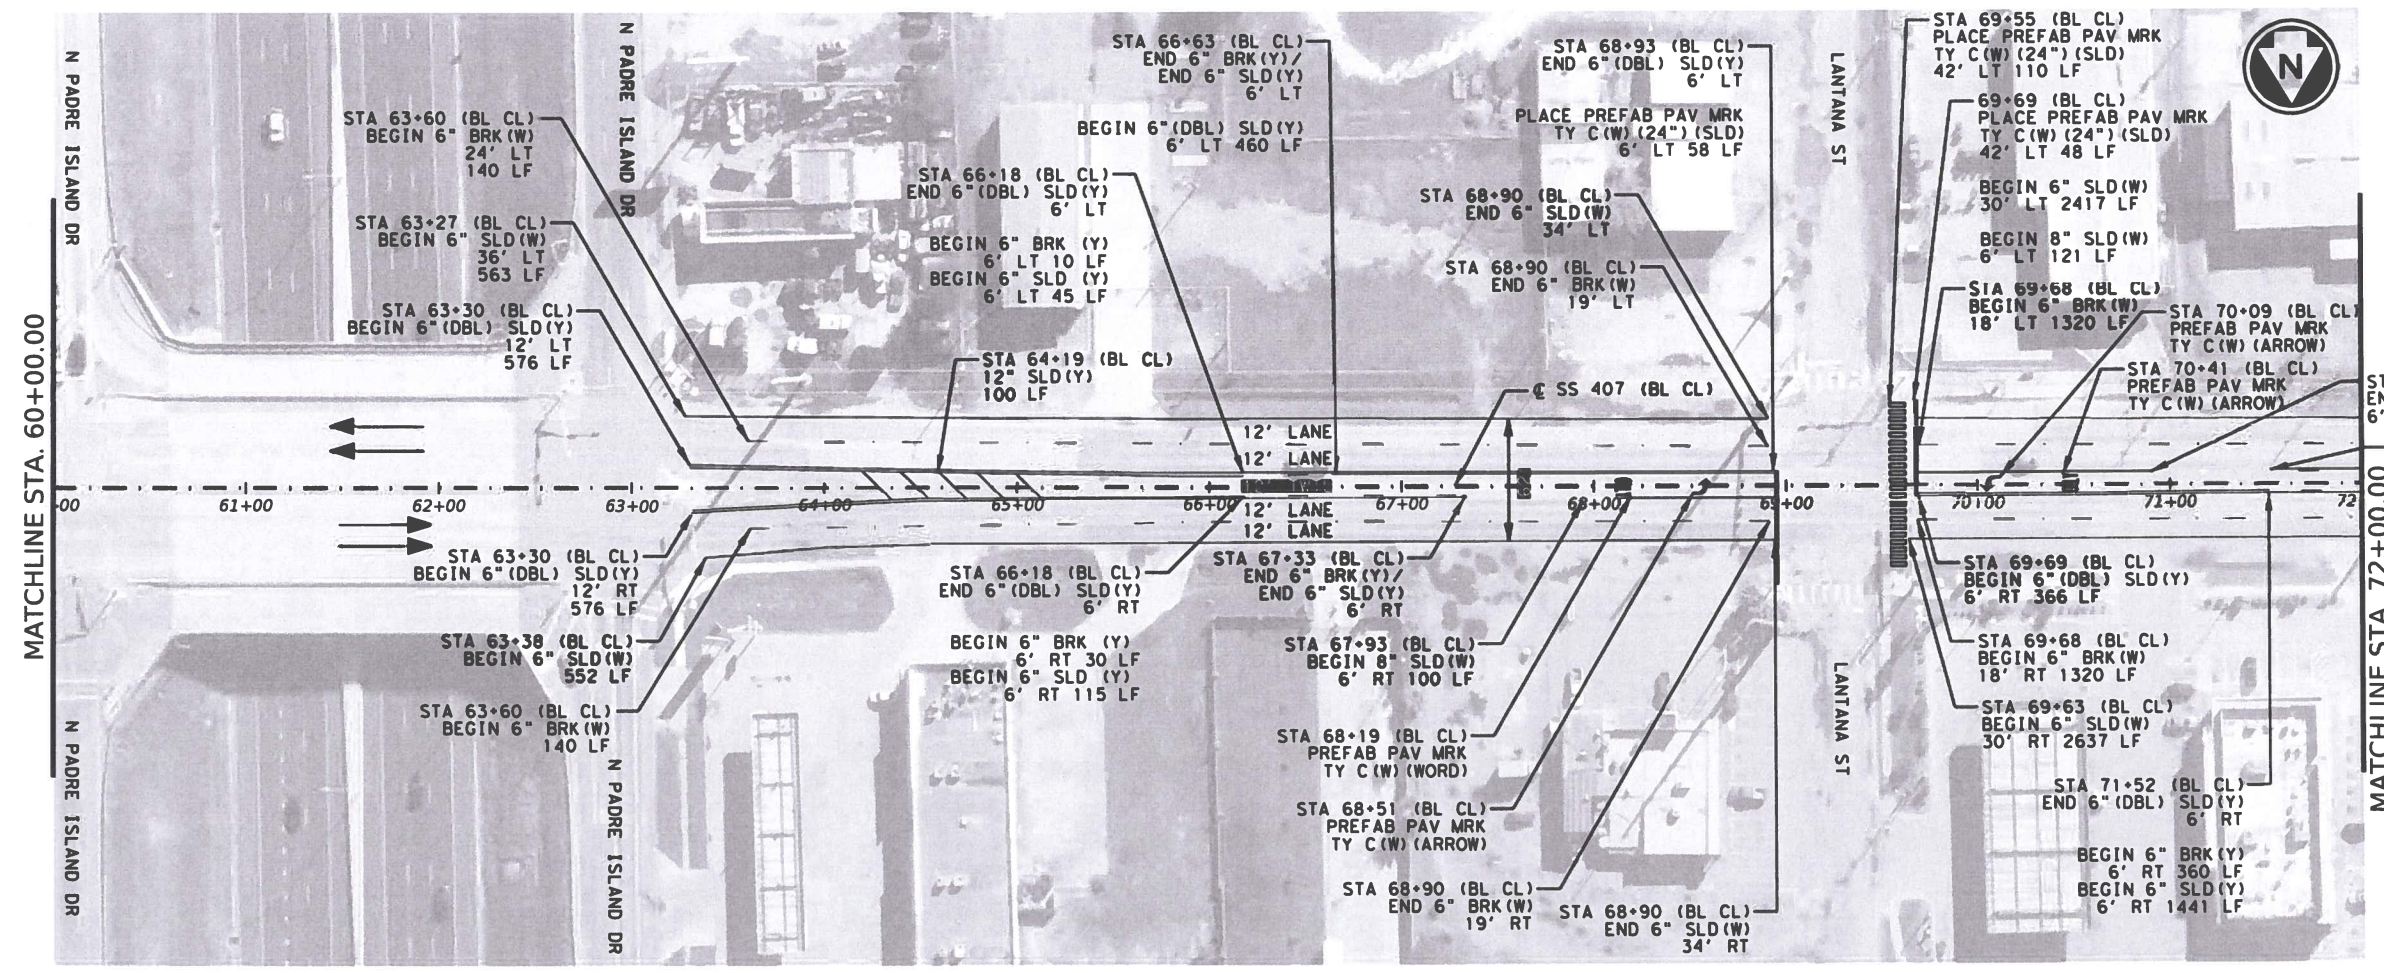 MATCHLINE STA. 60+00.00
N PADRE ISLAND DR
N PADRE ISLAND DR
N PADRE ISLAND DR
N PADRE ISLAND DR
STA 63+60 (BL CL)
BEGIN 6" BRK(W)
24' LT
140 LF
STA 63+27 (BL CL)
BEGIN 6" SLD(W)
36' LT
563 LF
STA 63+30 (BL CL)
BEGIN 6"(DBL) SLD(Y)
12' LT
576 LF
STA 66+63 (BL CL)
END 6" BRK(Y)/
END 6" SLD(Y)
6' LT
BEGIN 6"(DBL) SLD(Y)
6' LT 460 LF
STA 66+18 (BL CL)
END 6"(DBL) SLD(Y)
6' LT
BEGIN 6" BRK (Y)
6' LT 10 LF
BEGIN 6" SLD (Y)
6' LT 45 LF
STA 64+19 (BL CL)
12" SLD(Y)
100 LF
STA 68+93 (BL CL)
END 6"(DBL) SLD(Y)
6' LT
PLACE PREFAB PAV MRK
TY C(W)(24")(SLD)
6' LT 58 LF
STA 68+90 (BL CL)
END 6" SLD(W)
34' LT
STA 68+90 (BL CL)
END 6" BRK(W)
19' LT
℄ SS 407 (BL CL)
LANTANA ST
STA 69+55 (BL CL)
PLACE PREFAB PAV MRK
TY C(W)(24")(SLD)
42' LT 110 LF
69+69 (BL CL)
PLACE PREFAB PAV MRK
TY C(W)(24")(SLD)
42' LT 48 LF
BEGIN 6" SLD(W)
30' LT 2417 LF
BEGIN 8" SLD(W)
6' LT 121 LF
STA 69+68 (BL CL)
BEGIN 6" BRK(W)
18' LT 1320 LF
STA 70+09 (BL CL)
PREFAB PAV MRK
TY C(W)(ARROW)
STA 70+41 (BL CL)
PREFAB PAV MRK
TY C(W)(ARROW)
N
ST
EN
6'
12' LANE
12' LANE
+00 61+00 62+00 63+00 64+00 65+00 66+00 67+00 68+00 69+00 70+00 71+00 72
12' LANE
12' LANE
STA 63+30 (BL CL)
BEGIN 6"(DBL) SLD(Y)
12' RT
576 LF
STA 63+38 (BL CL)
BEGIN 6" SLD(W)
552 LF
STA 63+60 (BL CL)
BEGIN 6" BRK(W)
140 LF
STA 66+18 (BL CL)
END 6"(DBL) SLD(Y)
6' RT
BEGIN 6" BRK (Y)
6' RT 30 LF
BEGIN 6" SLD (Y)
6' RT 115 LF
STA 67+33 (BL CL)
END 6" BRK(Y)/
END 6" SLD(Y)
6' RT
STA 67+93 (BL CL)
BEGIN 8" SLD(W)
6' RT 100 LF
STA 68+19 (BL CL)
PREFAB PAV MRK
TY C(W)(WORD)
STA 68+51 (BL CL)
PREFAB PAV MRK
TY C(W)(ARROW)
STA 68+90 (BL CL)
END 6" BRK(W)
19' RT
STA 68+90 (BL CL)
END 6" SLD(W)
34' RT
LANTANA ST
STA 69+69 (BL CL)
BEGIN 6"(DBL) SLD(Y)
6' RT 366 LF
STA 69+68 (BL CL)
BEGIN 6" BRK(W)
18' RT 1320 LF
STA 69+63 (BL CL)
BEGIN 6" SLD(W)
30' RT 2637 LF
STA 71+52 (BL CL)
END 6"(DBL) SLD(Y)
6' RT
BEGIN 6" BRK(Y)
6' RT 360 LF
BEGIN 6" SLD(Y)
6' RT 1441 LF
MATCHLINE STA 72+00.00